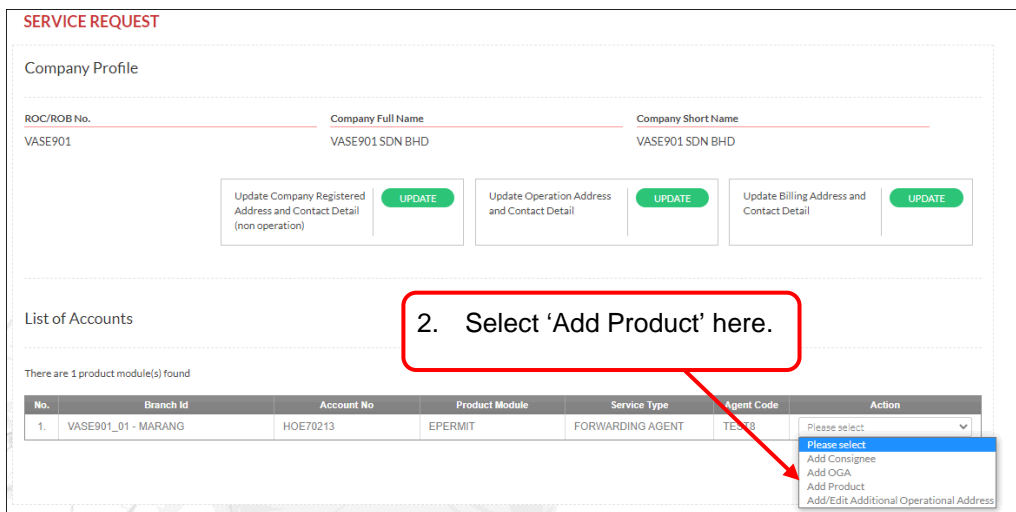 SERVICE REQUEST
Company Profile
ROC/ROB No. Company Full Name Company Short Name
VASE901 VASE901 SDN BHD VASE901 SDN BHD
Update Company Registered
Address and Contact Detail
(non operation)
UPDATE
Update Operation Address
and Contact Detail
UPDATE
Update Billing Address and
Contact Detail
UPDATE
List of Accounts
2. Select ‘Add Product’ here.
There are 1 product module(s) found
No. Branch Id Account No Product Module Service Type Agent Code Action
1. VASE901_01 - MARANG HOE70213 EPERMIT FORWARDING AGENT TEST8 Please select
Please select
Add Consignee
Add OGA
Add Product
Add/Edit Additional Operational Address